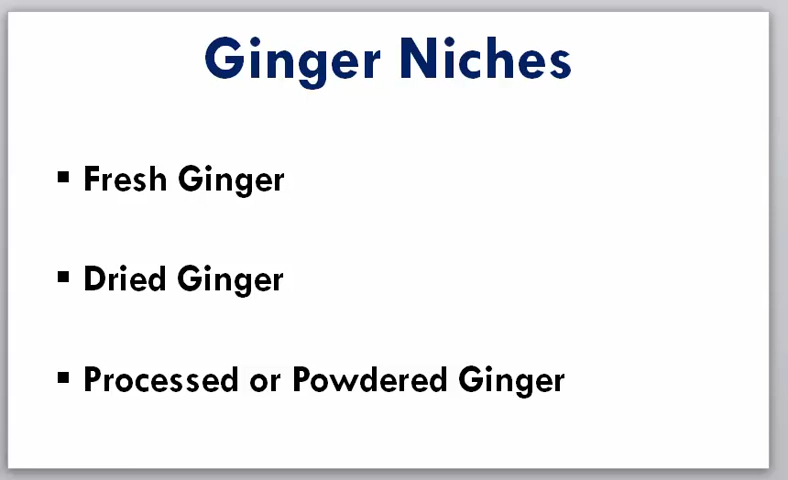 Ginger Niches
▪ Fresh Ginger
▪ Dried Ginger
▪ Processed or Powdered Ginger